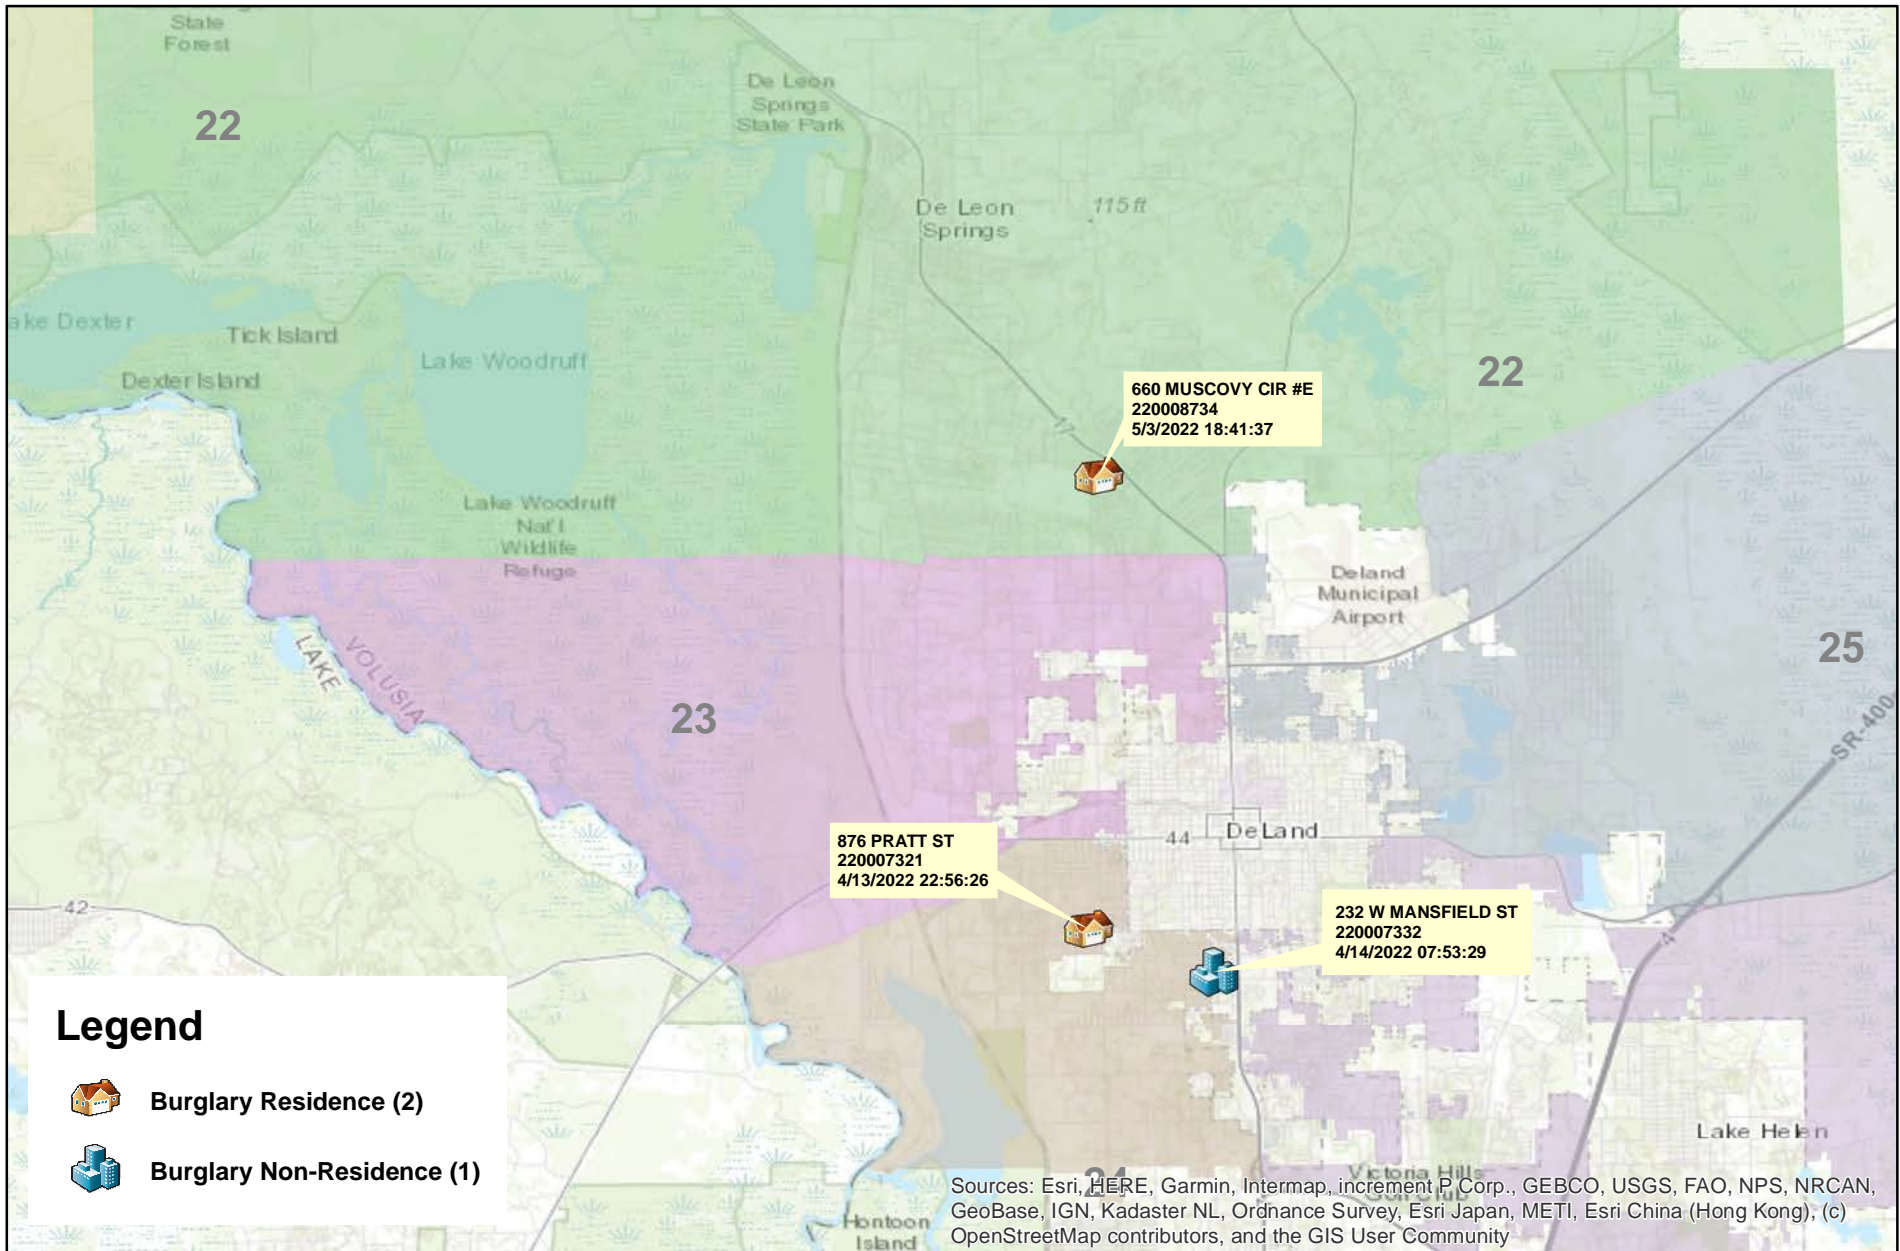 State
Forest
22
De Leon
Springs
State Park
De Leon
Springs
115 ft
ake Dexter
Tick Island
Lake Woodruff
Dexter Island
22
660 MUSCOVY CIR #E
220008734
5/3/2022 18:41:37
17
Lake Woodruff
Nat'l
Wildlife
Refuge
Deland
Municipal
Airport
LAKE
VOLUSIA
25
23
SR-400
876 PRATT ST
220007321
4/13/2022 22:56:26
44
DeLand
42
232 W MANSFIELD ST
220007332
4/14/2022 07:53:29
4
Legend
Burglary Residence (2)
Burglary Non-Residence (1)
Lake Helen
24
Victoria Hills
Golf Club
Hontoon
Island
Sources: Esri, HERE, Garmin, Intermap, increment P Corp., GEBCO, USGS, FAO, NPS, NRCAN,
GeoBase, IGN, Kadaster NL, Ordnance Survey, Esri Japan, METI, Esri China (Hong Kong), (c)
OpenStreetMap contributors, and the GIS User Community